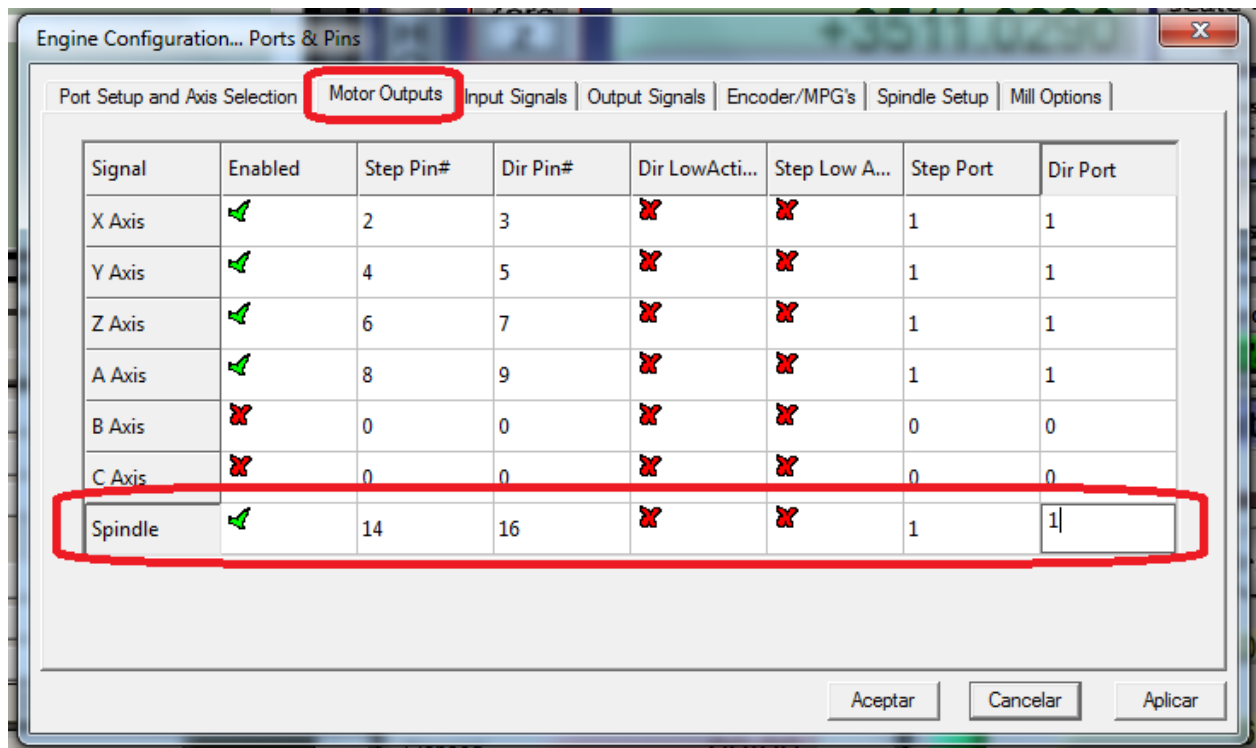 +3511.0290
Engine Configuration... Ports & Pins
Port Setup and Axis Selection Motor Outputs Input Signals Output Signals Encoder/MPG's Spindle Setup Mill Options
Signal Enabled Step Pin# Dir Pin# Dir LowActi... Step Low A... Step Port Dir Port
X Axis 2 3 1 1
Y Axis 4 5 1 1
Z Axis 6 7 1 1
A Axis 8 9 1 1
B Axis 0 0 0 0
C Axis 0 0 0 0
Spindle 14 16 1 1
Aceptar Cancelar Aplicar